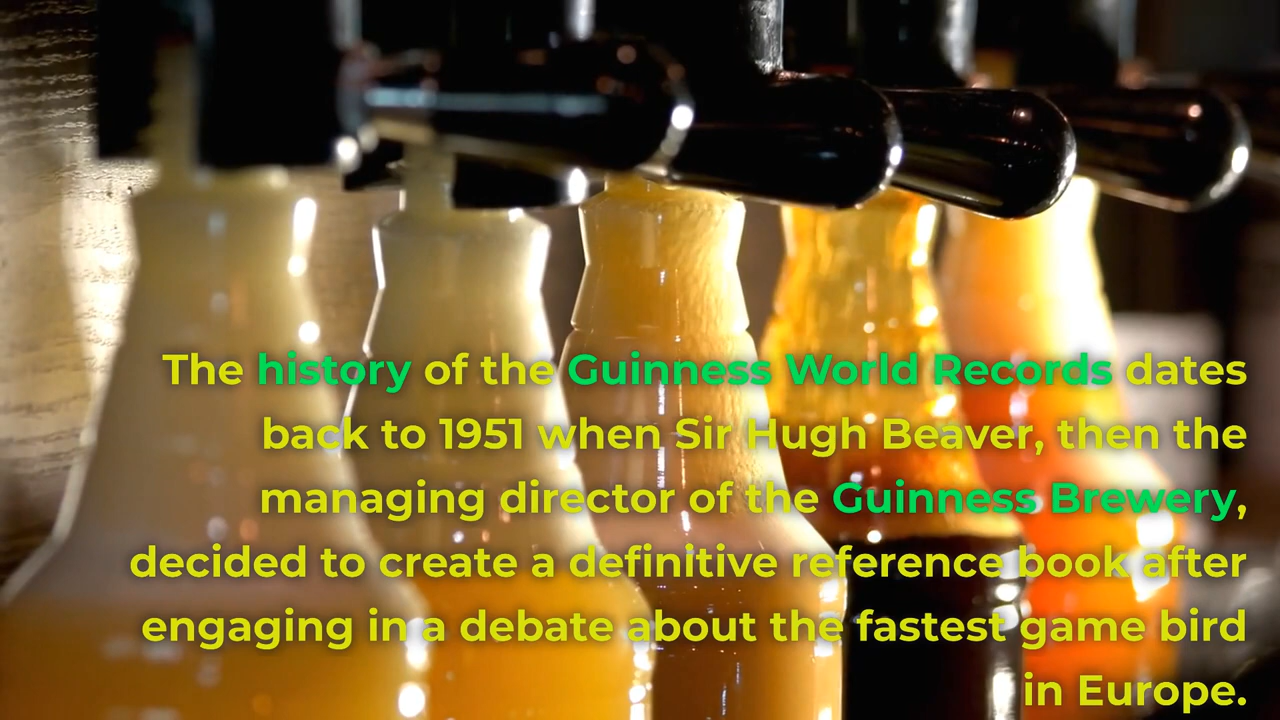 The history of the Guinness World Records dates
back to 1951 when Sir Hugh Beaver, then the
managing director of the Guinness Brewery,
decided to create a definitive reference book after
engaging in a debate about the fastest game bird
in Europe.